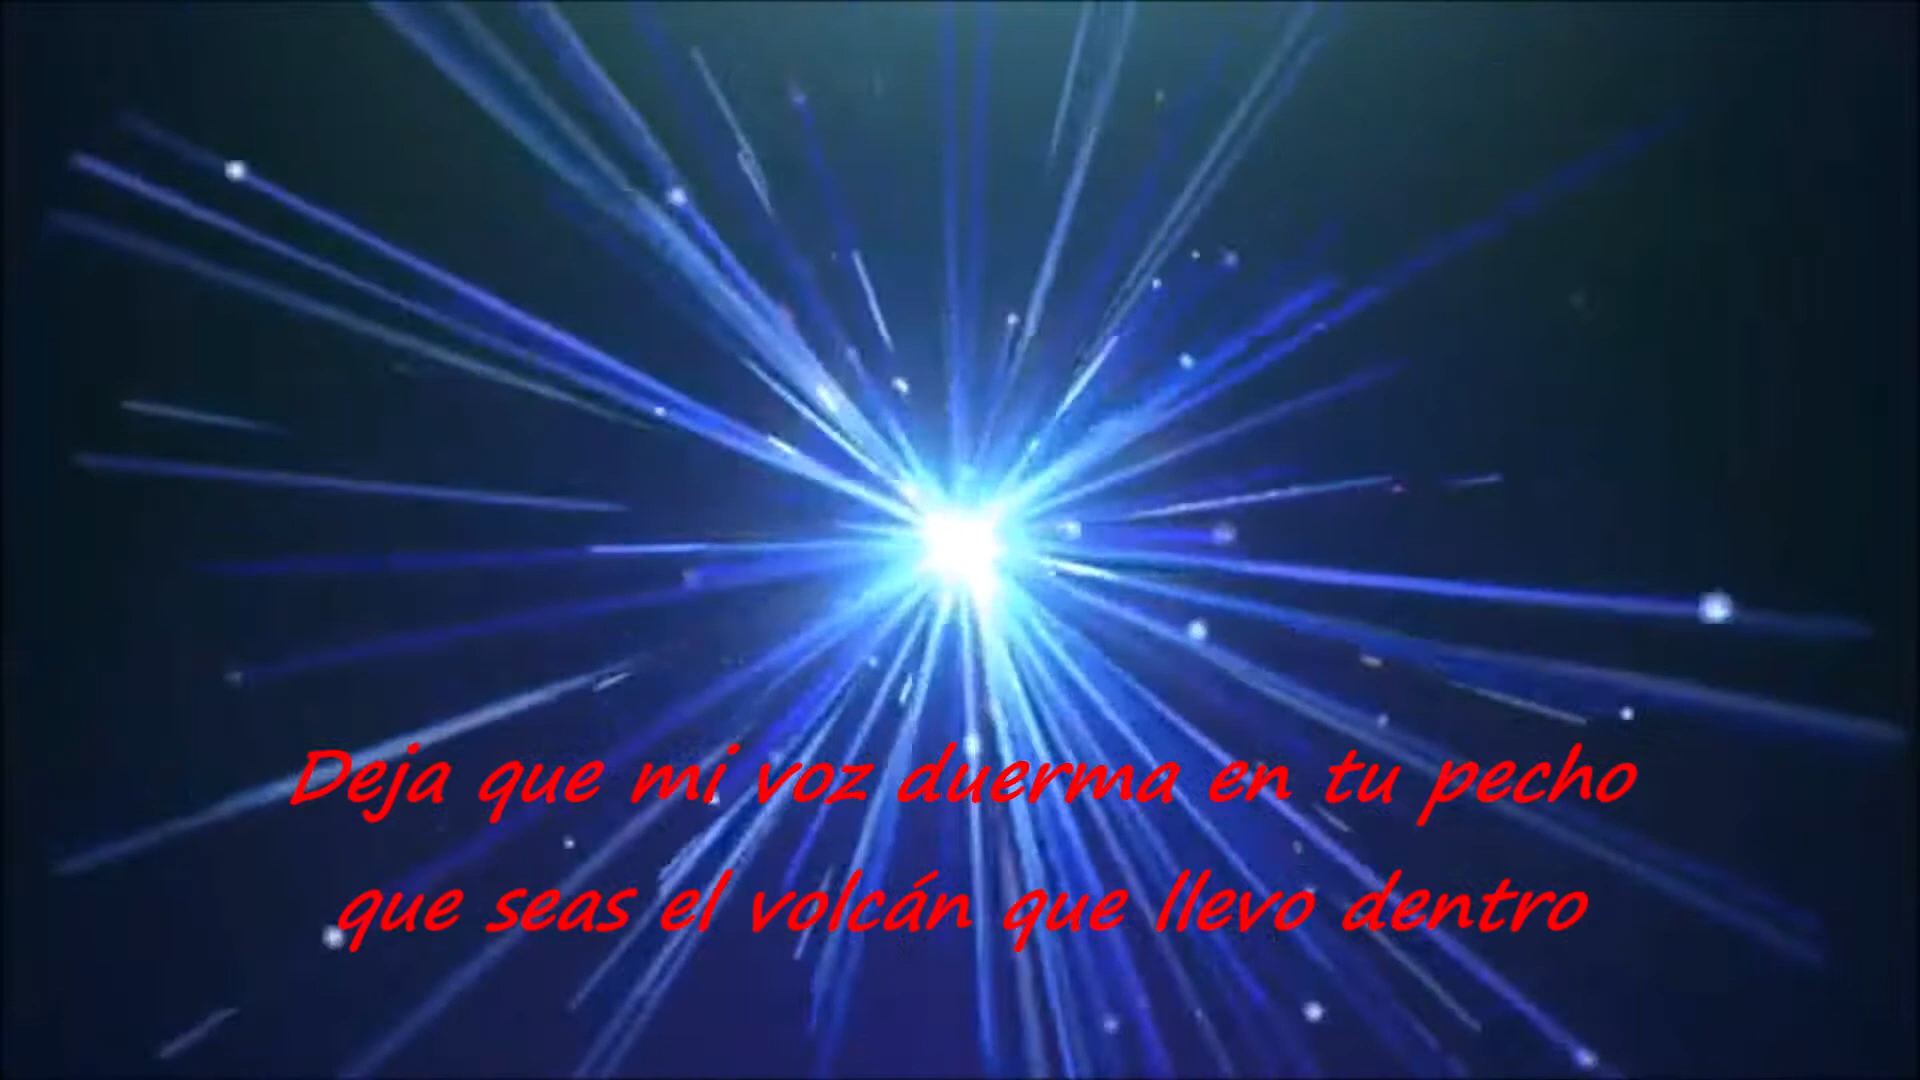 Deja que mi voz duerma en tu pecho
que seas el volcán que llevo dentro